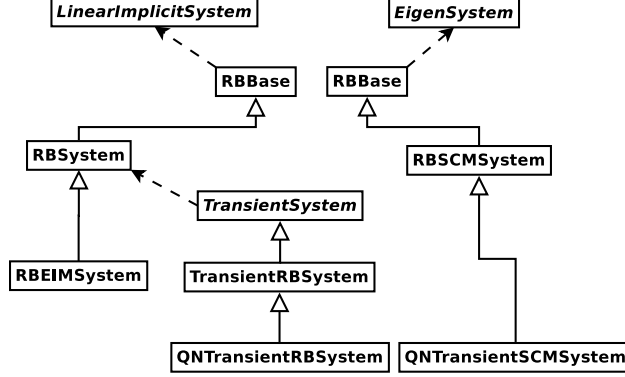 LinearImplicitSystem
EigenSystem
RBBase
RBBase
RBSystem
RBSCMSystem
TransientSystem
RBEIMSystem
TransientRBSystem
QNTransientRBSystem
QNTransientSCMSystem